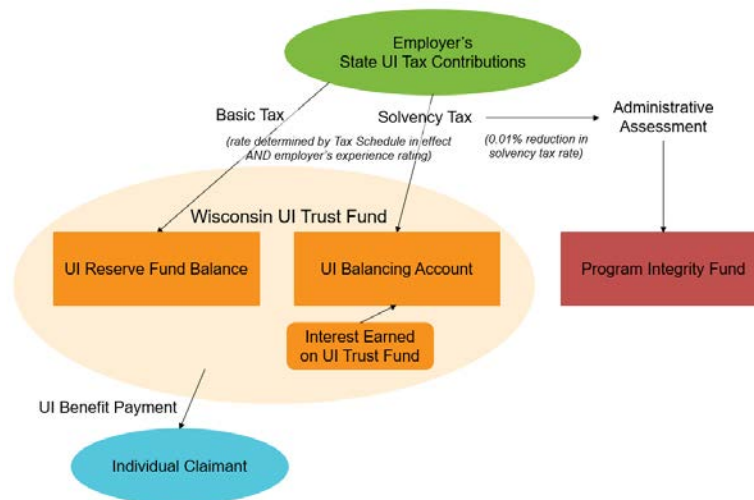 Employer's
State UI Tax Contributions
Basic Tax
Solvency Tax
Administrative
Assessment
(rate determined by Tax Schedule in effect
AND employer's experience rating)
(0.01% reduction in
solvency tax rate)
Wisconsin UI Trust Fund
UI Reserve Fund Balance
UI Balancing Account
Program Integrity Fund
Interest Earned
on UI Trust Fund
UI Benefit Payment
Individual Claimant